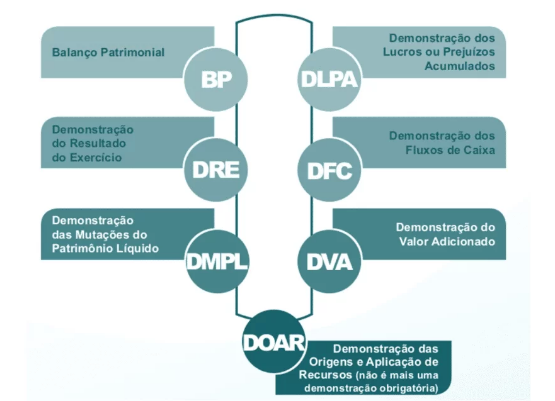 Balanço Patrimonial
BP
Demonstração dos
Lucros ou Prejuízos
Acumulados
DLPA
Demonstração
do Resultado
do Exercício
DRE
Demonstração dos
Fluxos de Caixa
DFC
Demonstração
das Mutações do
Patrimônio Líquido
DMPL
Demonstração do
Valor Adicionado
DVA
DOAR
Demonstração das
Origens e Aplicação de
Recursos (não é mais uma
demonstração obrigatória)